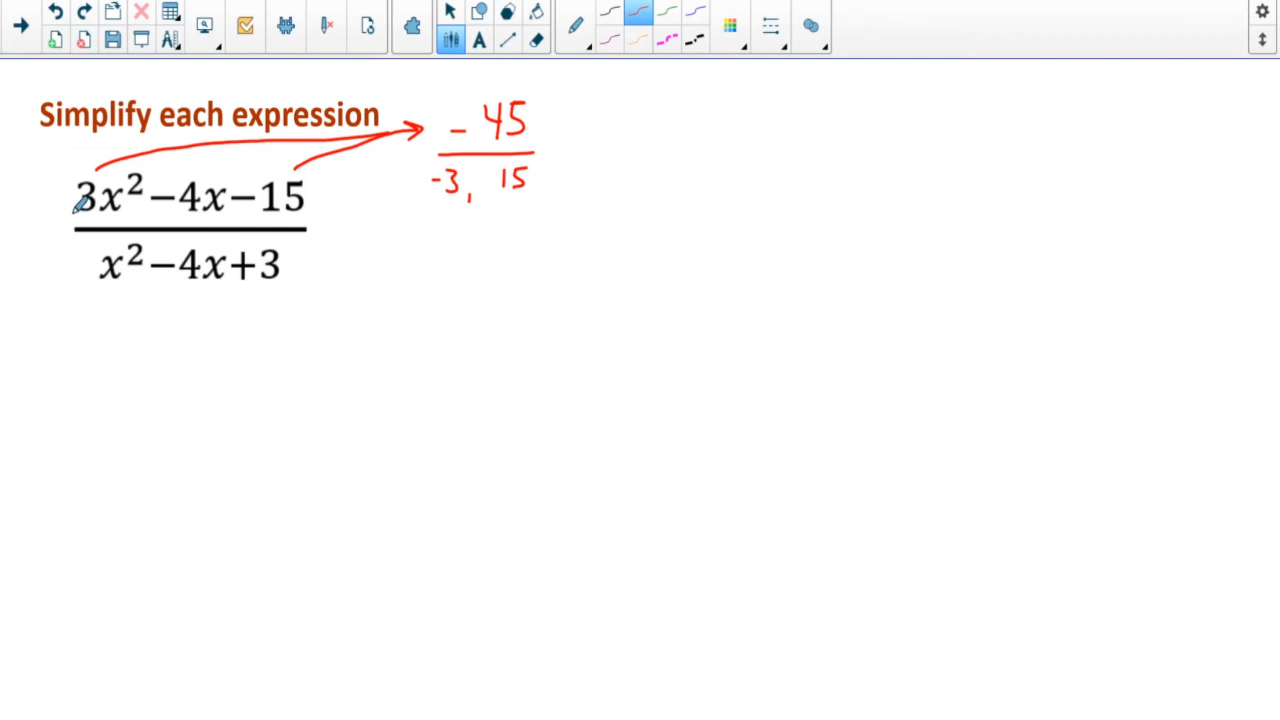 Simplify each expression
- 45
-3, 15
3x²−4x−15
x²−4x+3